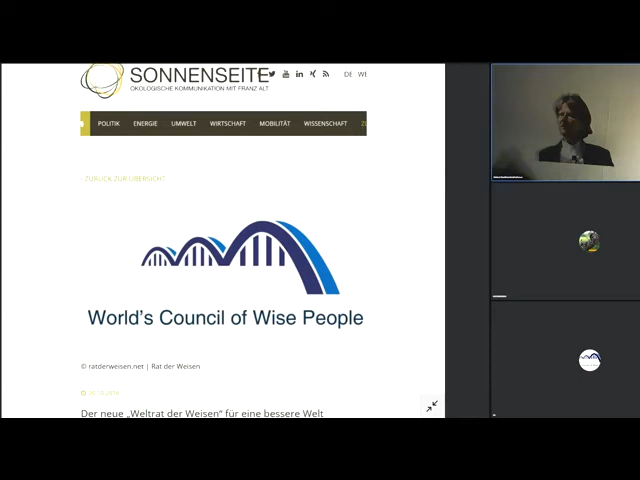 SONNENSEITE
ÖKOLOGISCHE KOMMUNIKATION MIT FRANZ ALT
DE
POLITIK ENERGIE UMWELT WIRTSCHAFT MOBILITÄT WISSENSCHAFT
ZURÜCK ZUR ÜBERSICHT
World's Council of Wise People
© ratderweisen.net | Rat der Weisen
Der neue „Weltrat der Weisen“ für eine bessere Welt